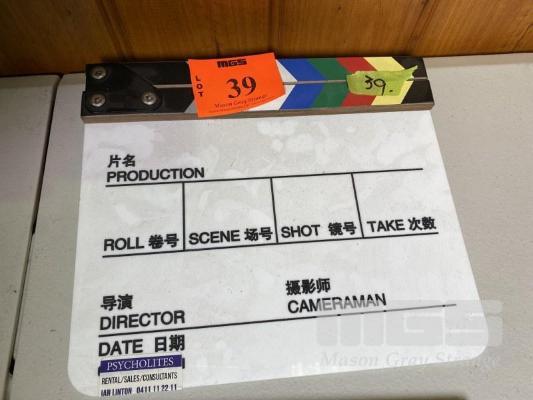 MGS
LOT
39
Mason Gray Strange
39.
片名
PRODUCTION
ROLL 卷号 SCENE 场号 SHOT 镜号 TAKE 次数
导演 摄影师
DIRECTOR CAMERAMAN
DATE 日期
PSYCHOLITES
RENTAL/SALES/CONSULTANTS
IAN LINTON 0411 11 22 11
MGS
Mason Gray Strange